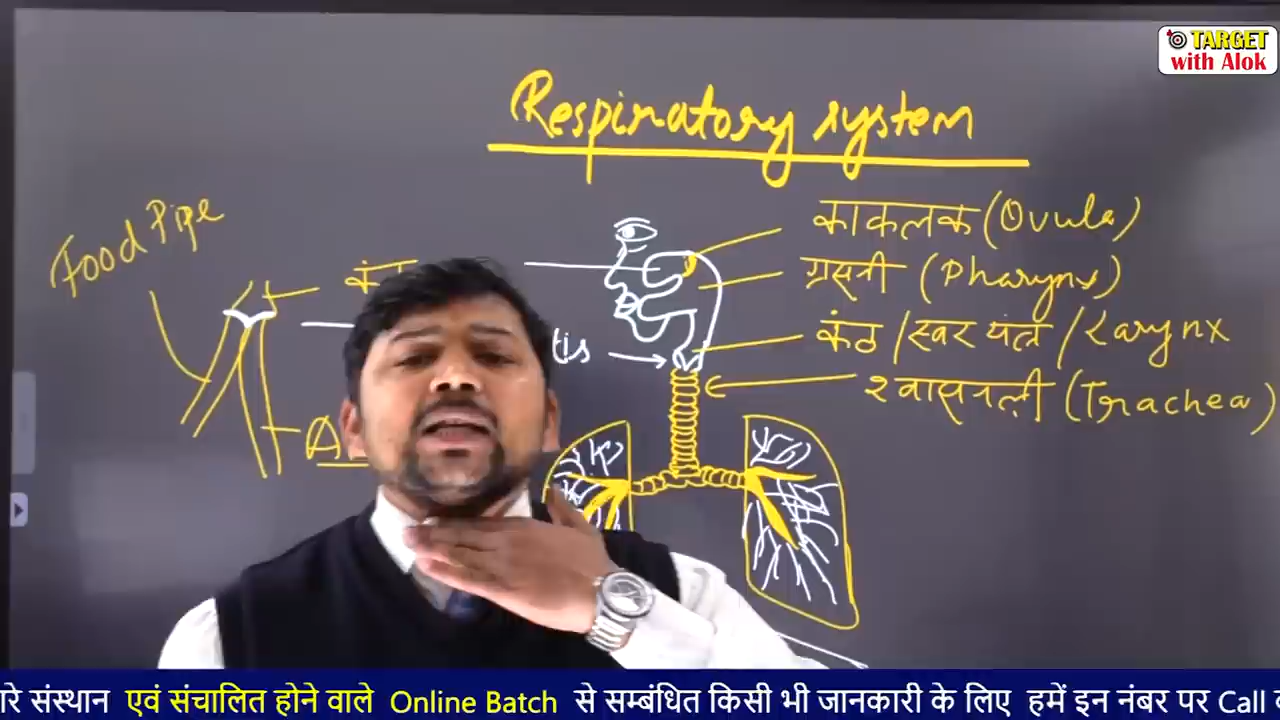 TARGET
with Alok
Respiratory system
Food Pipe
काकलक (Ovula)
ग्रसनी (Pharynx)
कंठ / स्वर यंत्र / Larynx
tis
श्वासनली (Trachea)
ारे संस्थान एवं संचालित होने वाले Online Batch से सम्बंधित किसी भी जानकारी के लिए हमें इन नंबर पर Call